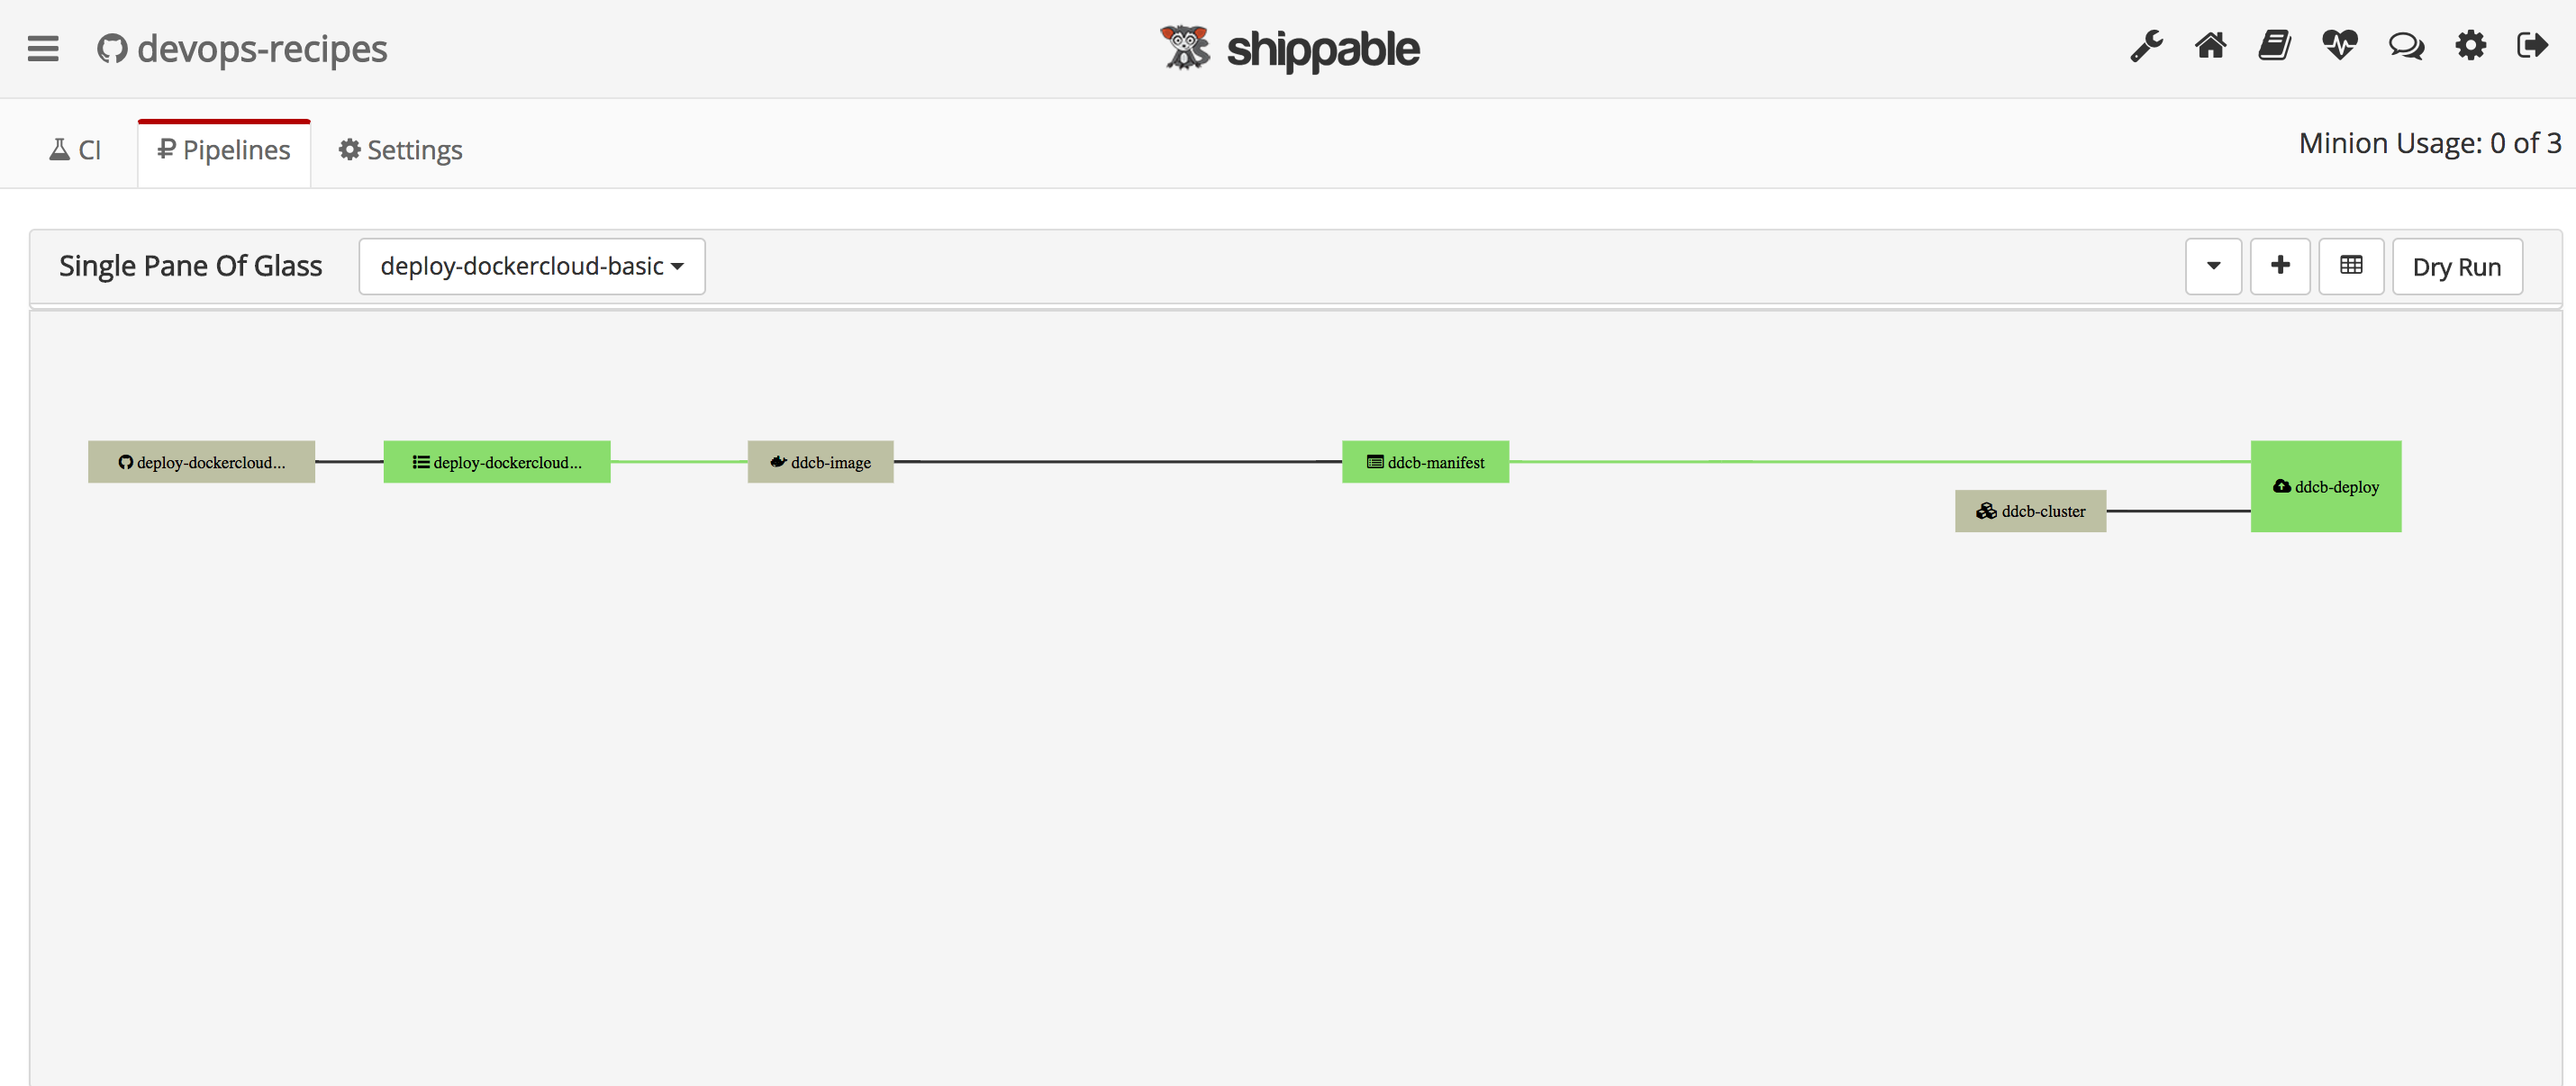 devops-recipes
shippable
CI
Pipelines
Settings
Minion Usage: 0 of 3
Single Pane Of Glass
deploy-dockercloud-basic
Dry Run
deploy-dockercloud...
deploy-dockercloud...
ddcb-image
ddcb-manifest
ddcb-deploy
ddcb-cluster